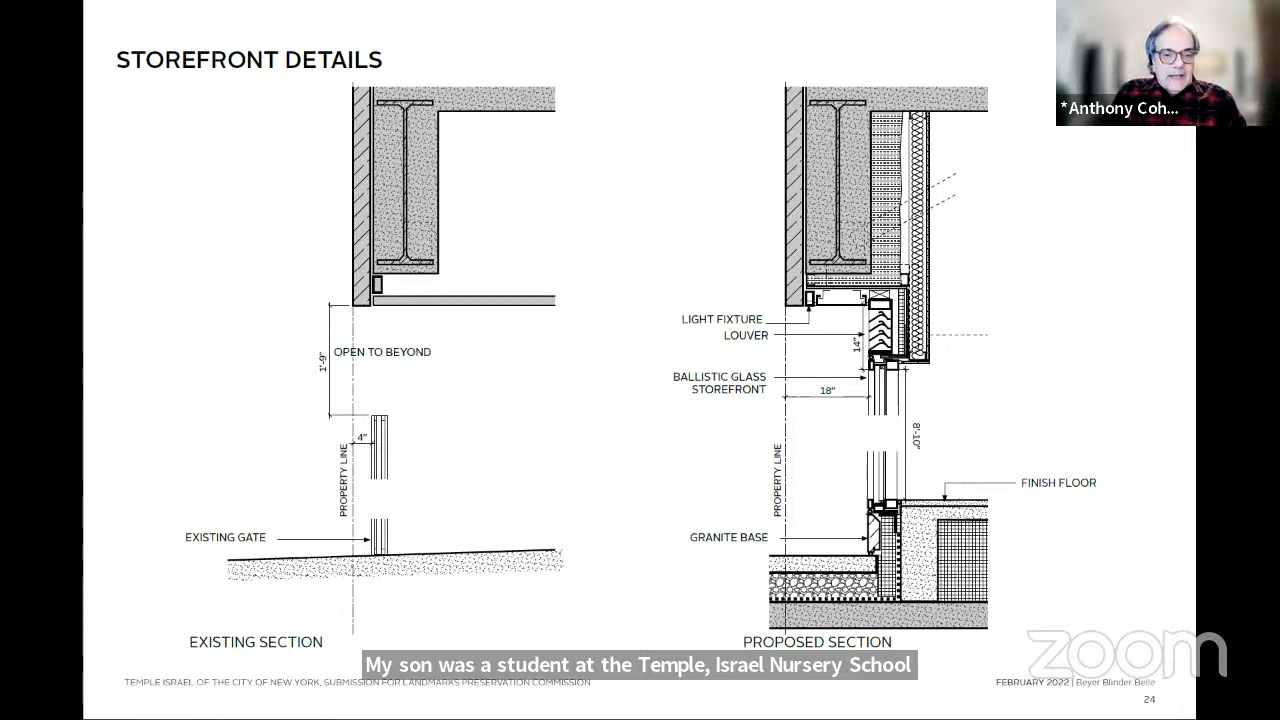 STOREFRONT DETAILS
*Anthony Coh...
LIGHT FIXTURE
LOUVER
14"
OPEN TO BEYOND
1'-9"
BALLISTIC GLASS
STOREFRONT
18"
4"
8'-10"
PROPERTY LINE
PROPERTY LINE
FINISH FLOOR
EXISTING GATE
GRANITE BASE
EXISTING SECTION
PROPOSED SECTION
zoom
My son was a student at the Temple, Israel Nursery School
TEMPLE ISRAEL OF THE CITY OF NEW YORK, SUBMISSION FOR LANDMARKS PRESERVATION COMMISSION
FEBRUARY 2022 | Beyer Blinder Belle
24